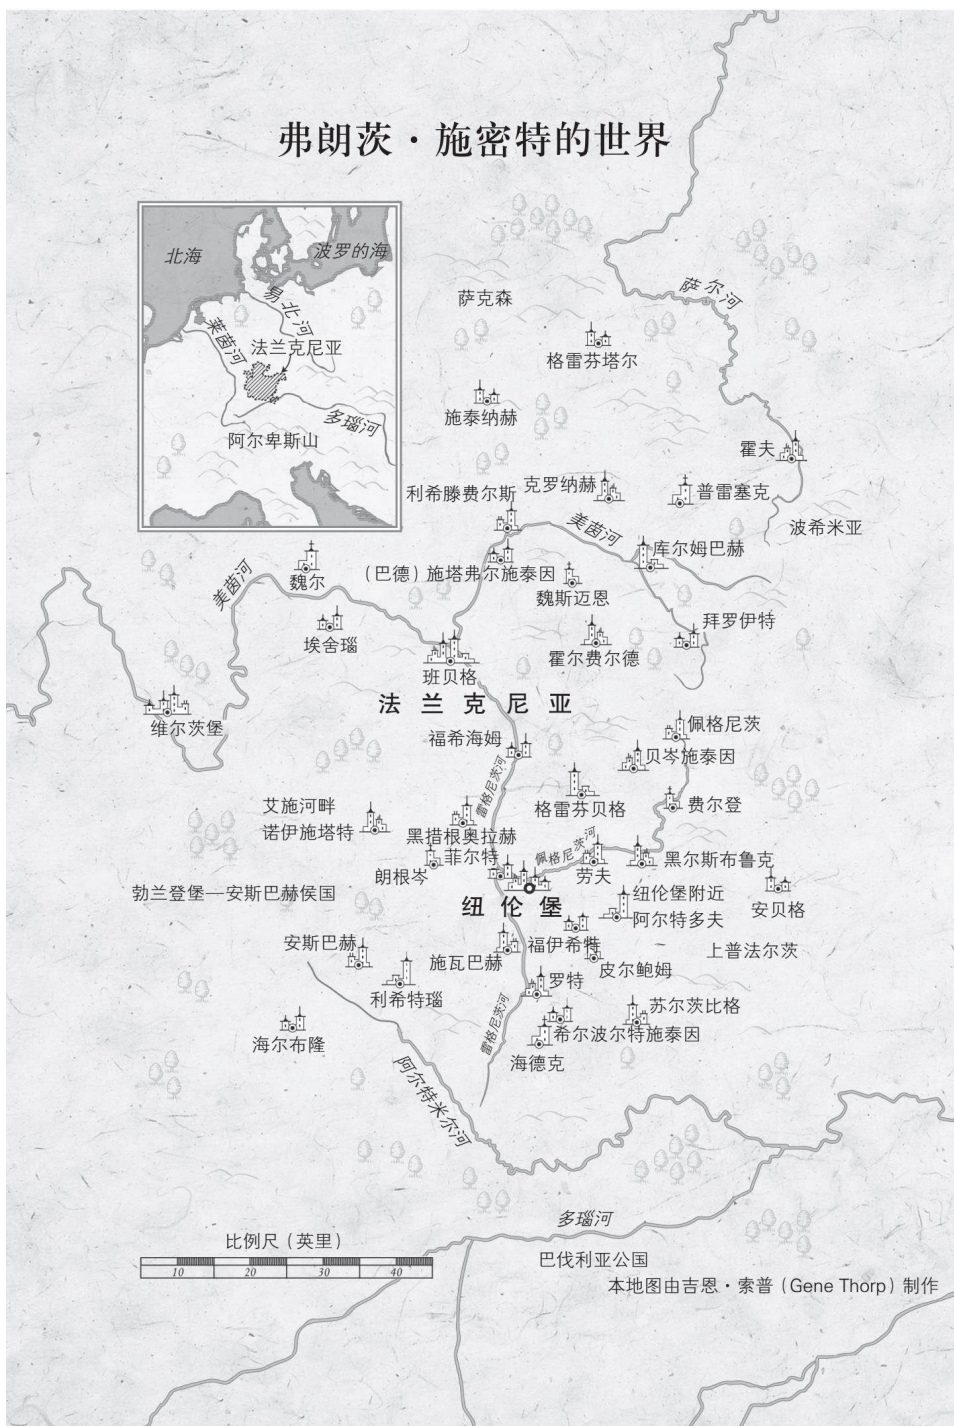 弗朗茨·施密特的世界
北海
波罗的海
易北河
莱茵河
法兰克尼亚
多瑙河
阿尔卑斯山
萨尔河
萨克森
格雷芬塔尔
施泰纳赫
霍夫
利希滕费尔斯
克罗纳赫
普雷塞克
波希米亚
美茵河
库尔姆巴赫
魏尔
(巴德)施塔弗尔施泰因
魏斯迈恩
美茵河
埃舍瑙
拜罗伊特
霍尔费尔德
班贝格
维尔茨堡
法兰克尼亚
佩格尼茨
福希海姆
贝岑施泰因
雷格尼茨河
格雷芬贝格
费尔登
艾施河畔
诺伊施塔特
黑措根奥拉赫
佩格尼茨河
菲尔特
朗根岑
劳夫
黑尔斯布鲁克
勃兰登堡—安斯巴赫侯国
纽伦堡
纽伦堡附近
阿尔特多夫
安贝格
安斯巴赫
施瓦巴赫
福伊希特
皮尔鲍姆
上普法尔茨
利希特瑙
罗特
苏尔茨比格
海尔布隆
雷格尼茨河
希尔波尔特施泰因
海德克
阿尔特米尔河
多瑙河
比例尺(英里)
10 20 30 40
巴伐利亚公国
本地图由吉恩·索普(Gene Thorp)制作